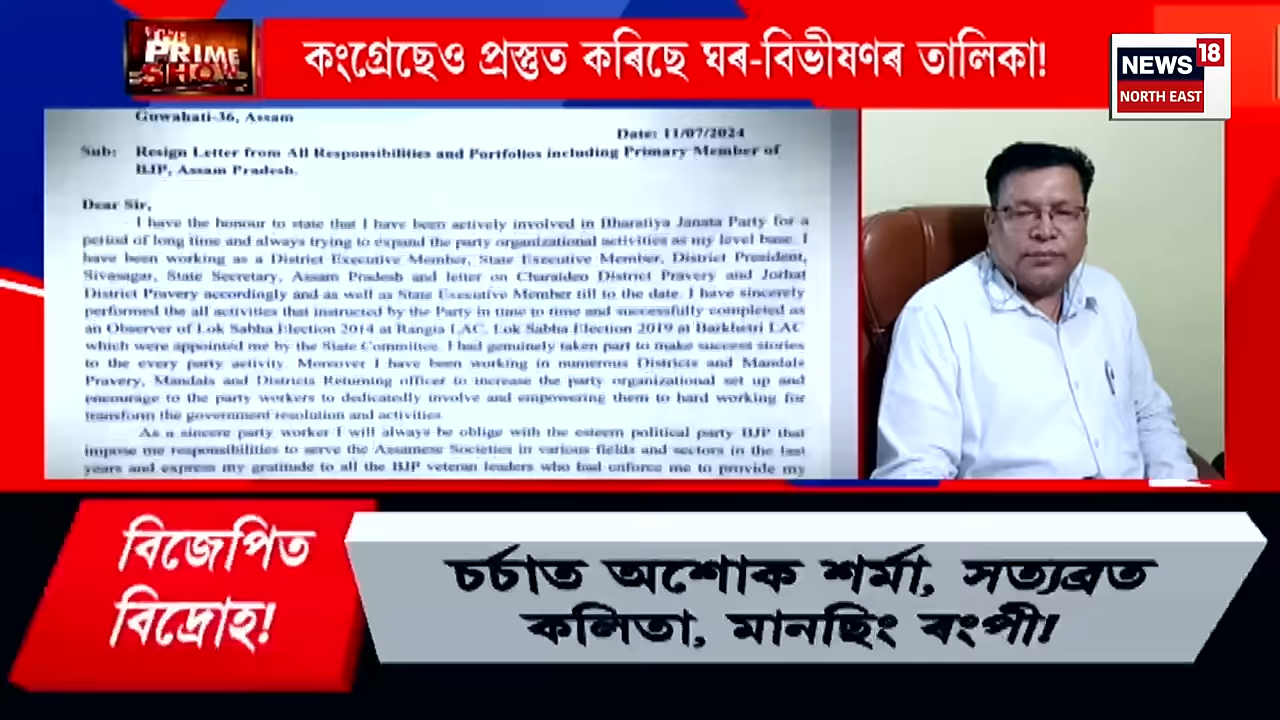 THE
PRIME
SHOW
কংগ্ৰেছেও প্ৰস্তুত কৰিছে ঘৰ-বিভীষণৰ তালিকা!
NEWS 18
NORTH EAST
Guwahati-36, Assam
Date: 11/07/2024
Sub: Resign Letter from All Responsibilities and Portfolios including Primary Member of
BJP, Assam Pradesh.
Dear Sir,
I have the honour to state that I have been actively involved in Bharatiya Janata Party for a
period of long time and always trying to expand the party organizational activities as my level base. I
have been working as a District Executive Member, State Executive Member, District President,
Sivasagar, State Secretary, Assam Pradesh and letter on Charaideo District Pravery and Jorhat
District Pravery accordingly and as well as State Executive Member till to the date. I have sincerely
performed the all activities that instructed by the Party in time to time and successfully completed as
an Observer of Lok Sabha Election 2014 at Rangia LAC, Lok Sabha Election 2019 at Barkhetri LAC
which were appointed me by the State Committee. I had genuinely taken part to make success stories
to the every party activity. Moreover I have been working in numerous Districts and Mandals
Pravery, Mandals and Districts Returning officer to increase the party organizational set up and
encourage to the party workers to dedicatedly involve and empowering them to hard working for
transform the government resolution and activities.
As a sincere party worker I will always be oblige with the esteem political party BJP that
impose me responsibilities to serve the Assamese Societies in various fields and sectors in the last
years and express my gratitude to all the BJP veteran leaders who had enforce me to provide my
বিজেপিত
বিদ্ৰোহ!
চৰ্চাত অশোক শৰ্মা, সত্যব্ৰত
কলিতা, মানছিং ৰংপী!